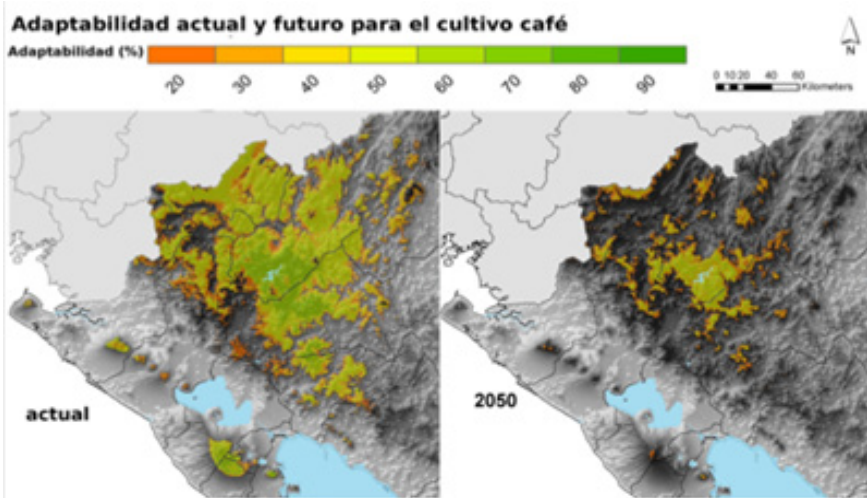 Adaptabilidad actual y futuro para el cultivo café
Adaptabilidad (%)
20 30 40 50 60 70 80 90
N
0 10 20 40 60
Kilometers
actual
2050